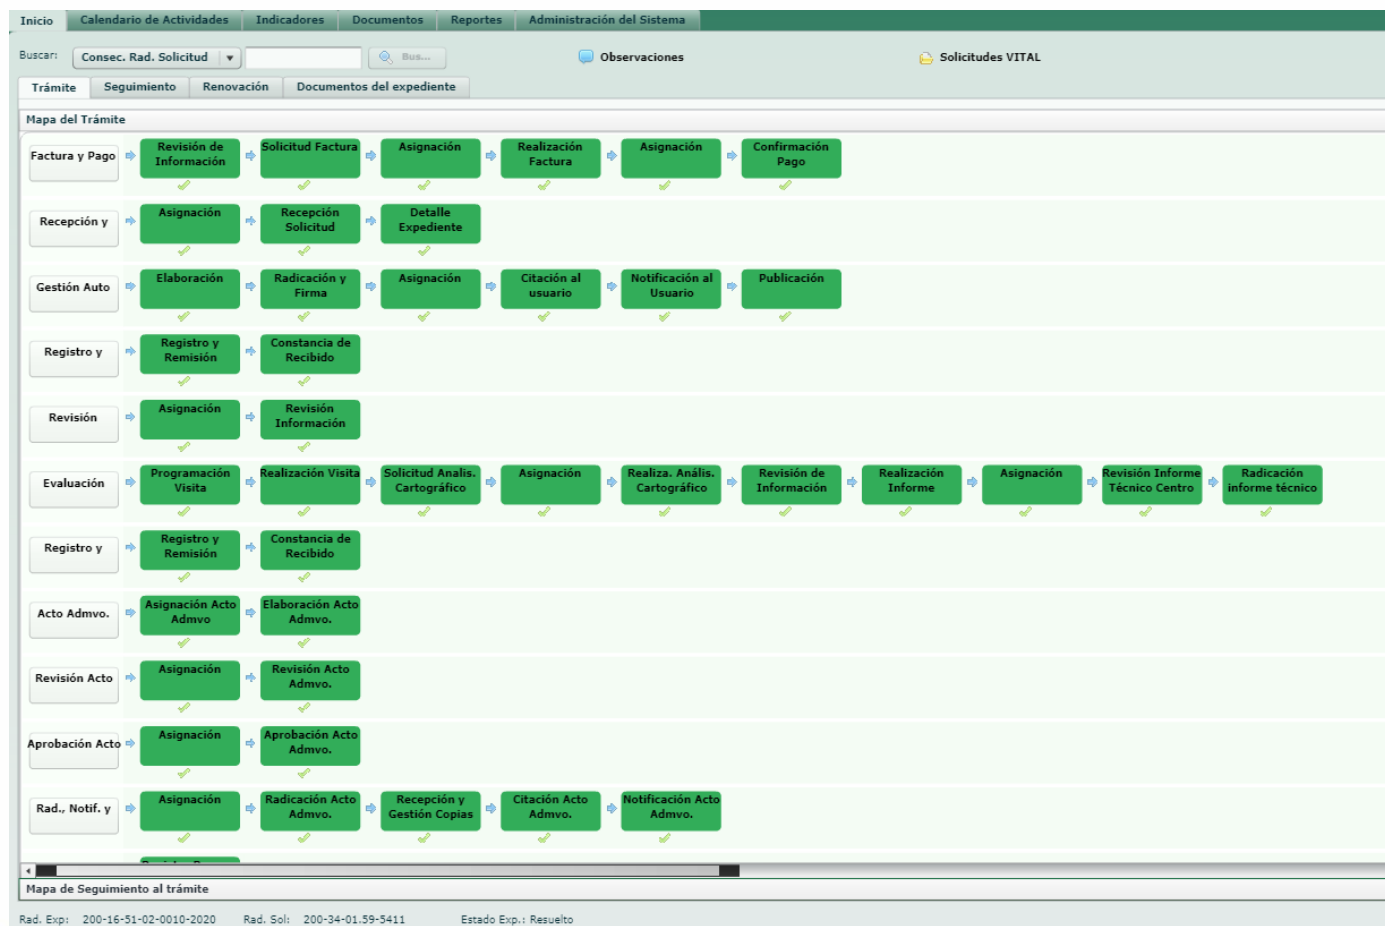 Inicio Calendario de Actividades Indicadores Documentos Reportes Administración del Sistema
Buscar: Consec. Rad. Solicitud Bus... Observaciones Solicitudes VITAL
Trámite Seguimiento Renovación Documentos del expediente
Mapa del Trámite
Factura y Pago Revisión de Información Solicitud Factura Asignación Realización Factura Asignación Confirmación Pago
Recepción y Asignación Recepción Solicitud Detalle Expediente
Gestión Auto Elaboración Radicación y Firma Asignación Citación al usuario Notificación al Usuario Publicación
Registro y Registro y Remisión Constancia de Recibido
Revisión Asignación Revisión Información
Evaluación Programación Visita Realización Visita Solicitud Analis. Cartográfico Asignación Realiza. Anális. Cartográfico Revisión de Información Realización Informe Asignación Revisión Informe Técnico Centro Radicación informe técnico
Registro y Registro y Remisión Constancia de Recibido
Acto Admvo. Asignación Acto Admvo Elaboración Acto Admvo.
Revisión Acto Asignación Revisión Acto Admvo.
Aprobación Acto Asignación Aprobación Acto Admvo.
Rad., Notif. y Asignación Radicación Acto Admvo. Recepción y Gestión Copias Citación Acto Admvo. Notificación Acto Admvo.
Mapa de Seguimiento al trámite
Rad. Exp: 200-16-51-02-0010-2020 Rad. Sol: 200-34-01.59-5411 Estado Exp.: Resuelto